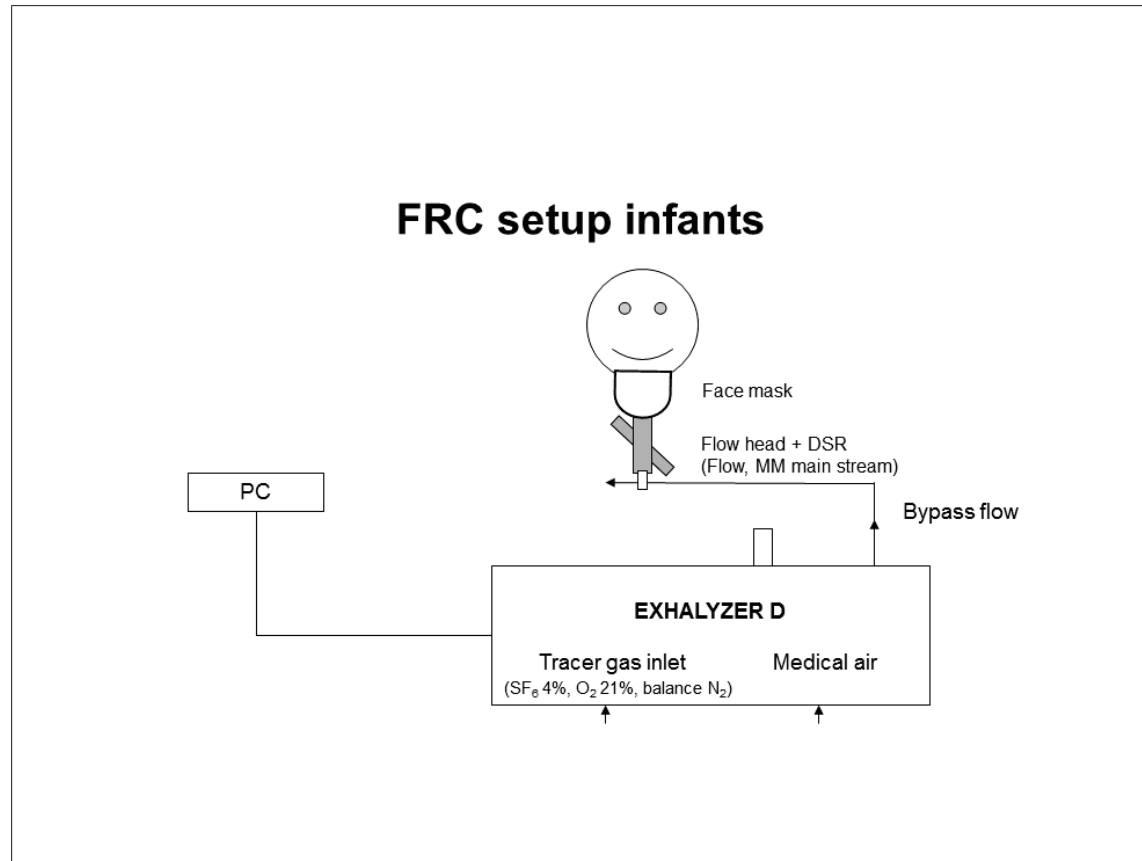 FRC setup infants
Face mask
Flow head + DSR
(Flow, MM main stream)
PC
Bypass flow
EXHALYZER D
Tracer gas inlet
(SF₆ 4%, O₂ 21%, balance N₂)
Medical air